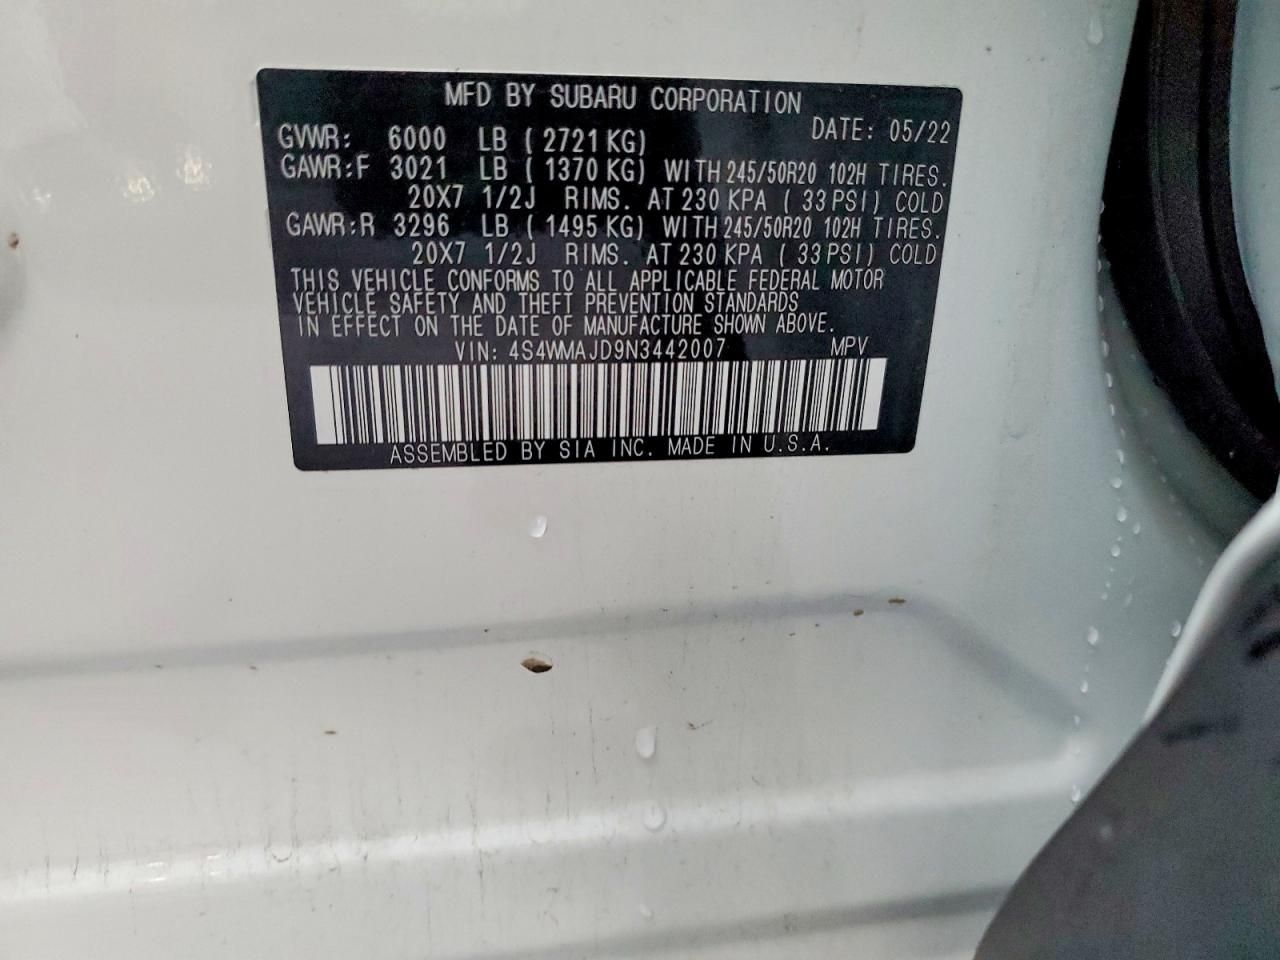 MFD BY SUBARU CORPORATION
GVWR: 6000 LB ( 2721 KG) DATE: 05/22
GAWR:F 3021 LB ( 1370 KG) WITH 245/50R20 102H TIRES.
20X7 1/2J RIMS. AT 230 KPA ( 33 PSI) COLD
GAWR:R 3296 LB ( 1495 KG) WITH 245/50R20 102H TIRES.
20X7 1/2J RIMS. AT 230 KPA ( 33 PSI) COLD
THIS VEHICLE CONFORMS TO ALL APPLICABLE FEDERAL MOTOR
VEHICLE SAFETY AND THEFT PREVENTION STANDARDS
IN EFFECT ON THE DATE OF MANUFACTURE SHOWN ABOVE.
VIN: 4S4WMAJD9N3442007 MPV
ASSEMBLED BY SIA INC. MADE IN U.S.A.